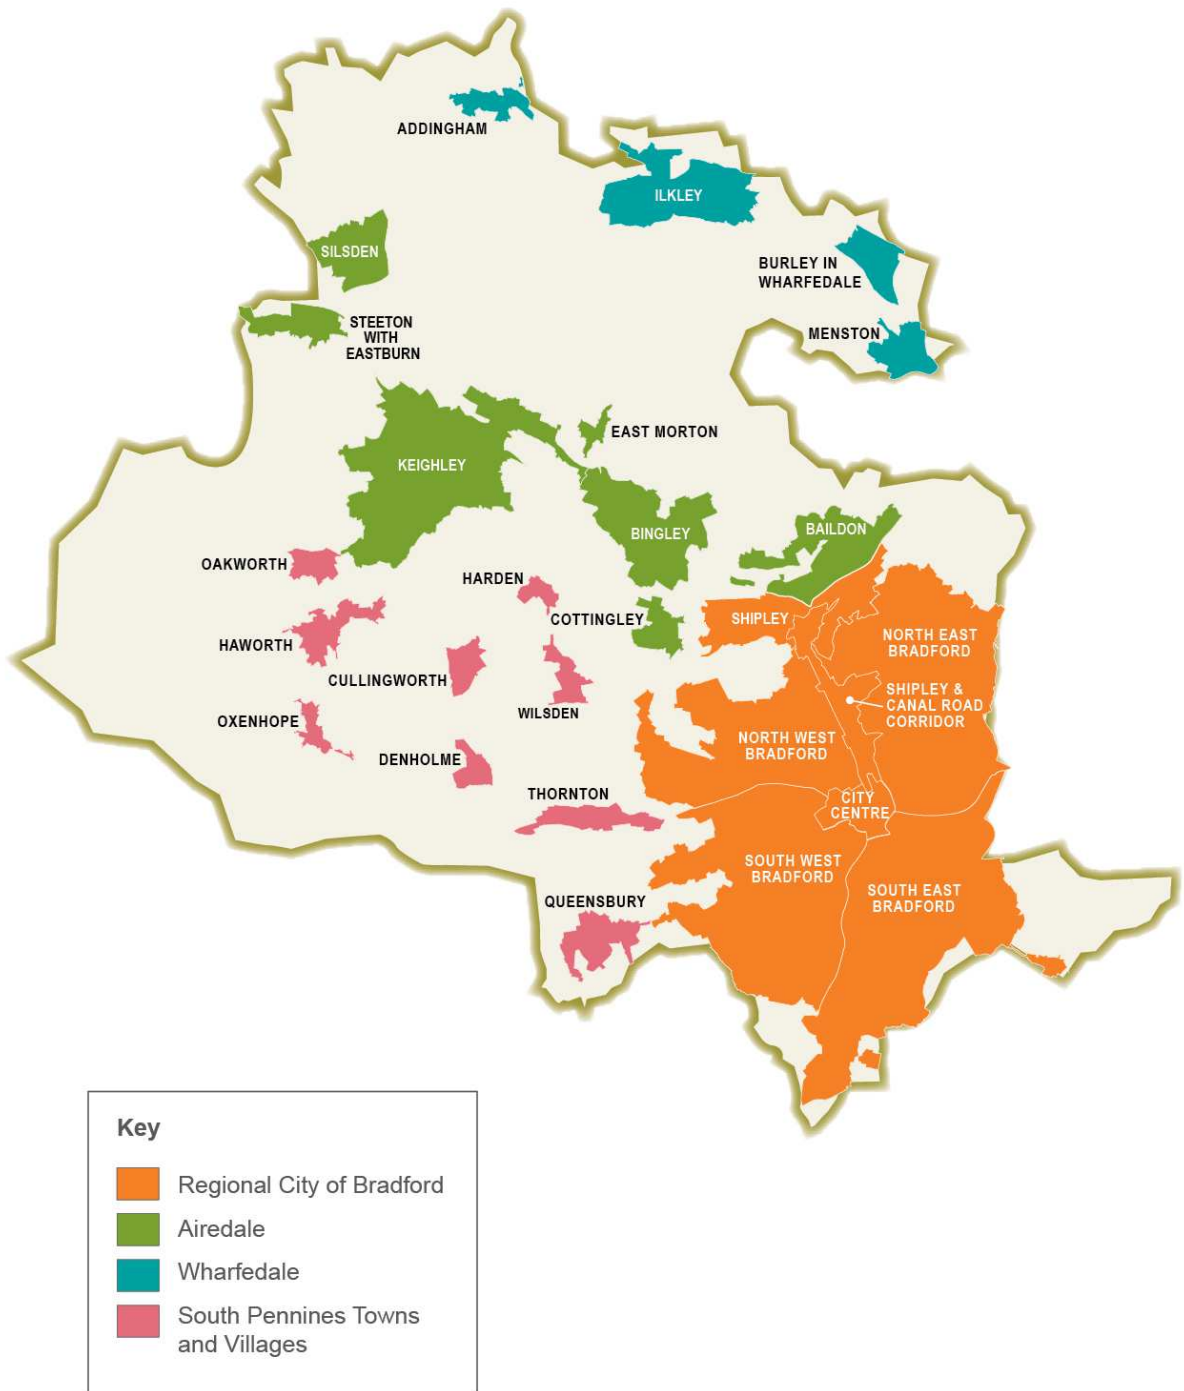 ADDINGHAM
ILKLEY
SILSDEN
BURLEY IN
WHARFEDALE
STEETON
WITH
EASTBURN
MENSTON
EAST MORTON
KEIGHLEY
BINGLEY
BAILDON
OAKWORTH
HARDEN
COTTINGLEY
SHIPLEY
HAWORTH
NORTH EAST
BRADFORD
CULLINGWORTH
SHIPLEY &
CANAL ROAD
CORRIDOR
OXENHOPE
WILSDEN
NORTH WEST
BRADFORD
DENHOLME
THORNTON
CITY
CENTRE
SOUTH WEST
BRADFORD
SOUTH EAST
BRADFORD
QUEENSBURY
Key
Regional City of Bradford
Airedale
Wharfedale
South Pennines Towns
and Villages